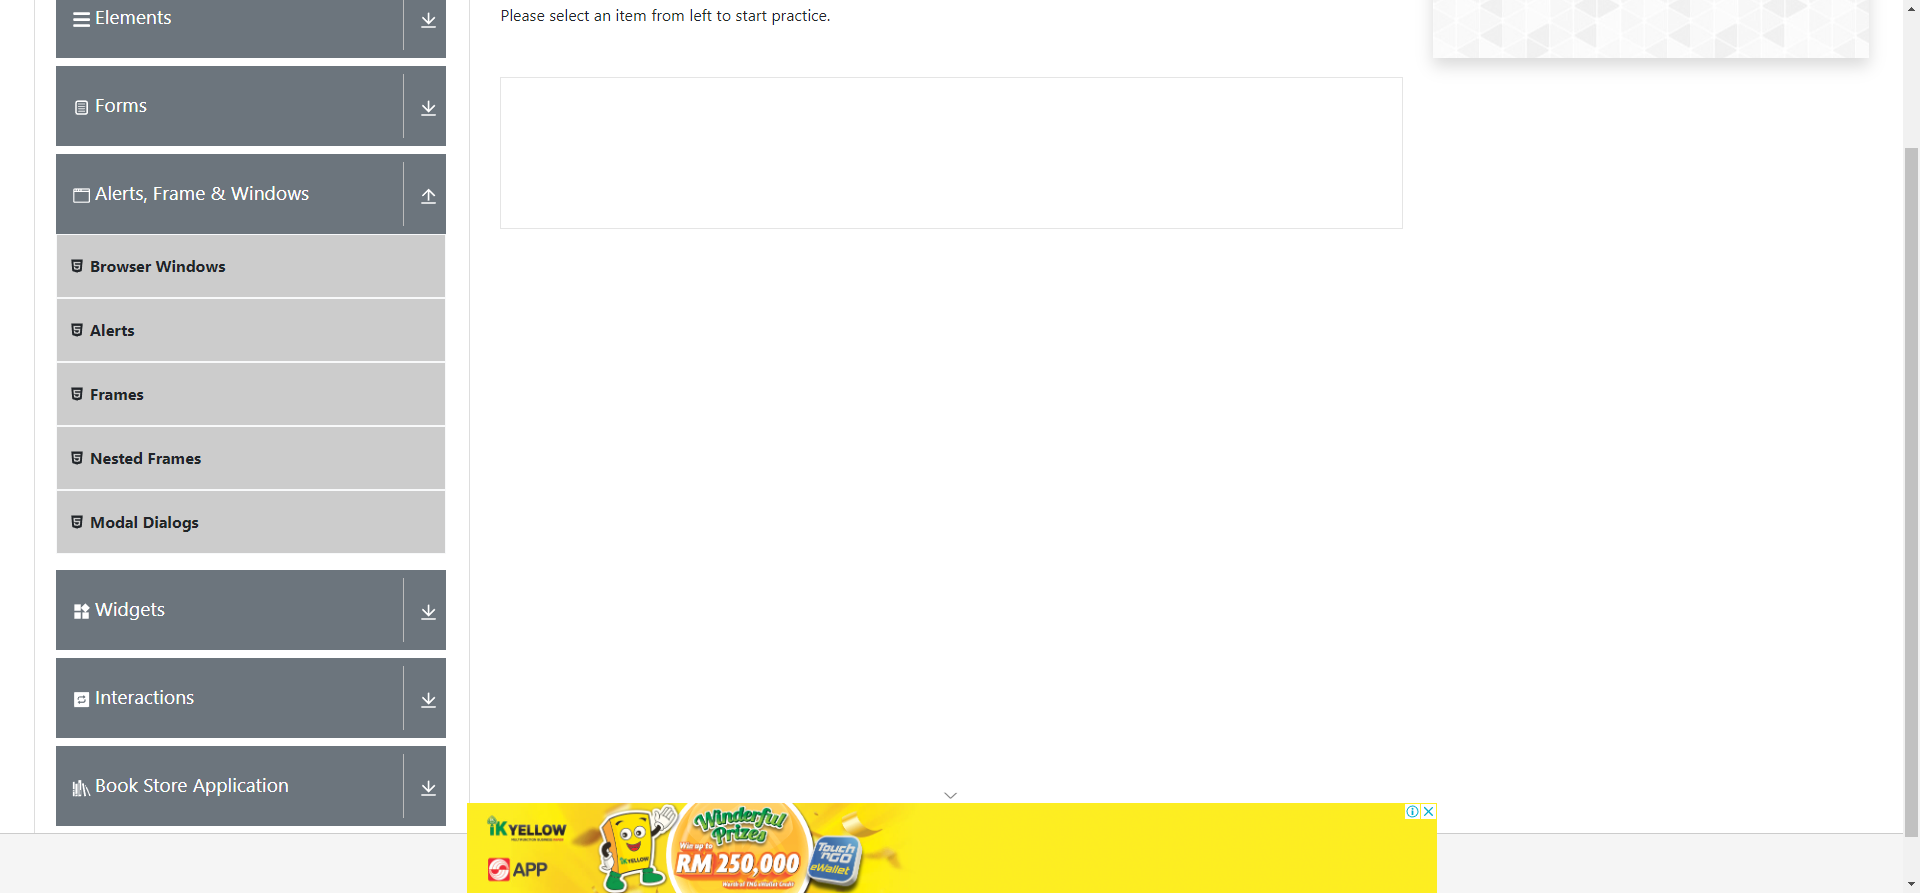 Elements
Please select an item from left to start practice.
Forms
Alerts, Frame & Windows
Browser Windows
Alerts
Frames
Nested Frames
Modal Dialogs
Widgets
Interactions
Book Store Application
iKYELLOW
APP
iKYELLOW
Winderful
Prizes
Win up to
RM 250,000
Touch
'n GO
eWallet